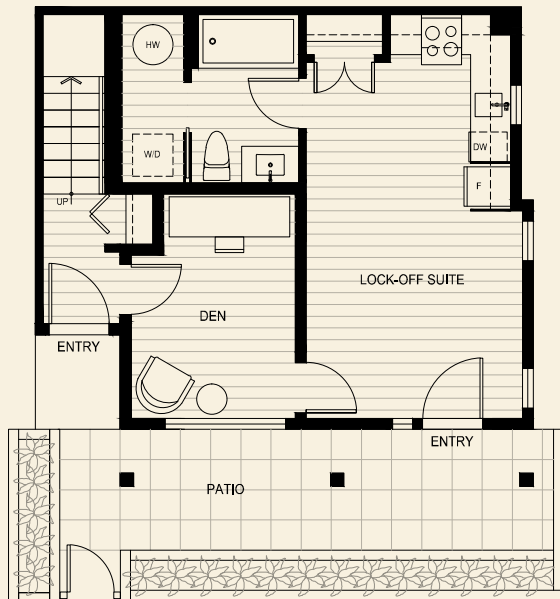 HW
W/D
DW
F
UP
LOCK-OFF SUITE
DEN
ENTRY
ENTRY
PATIO